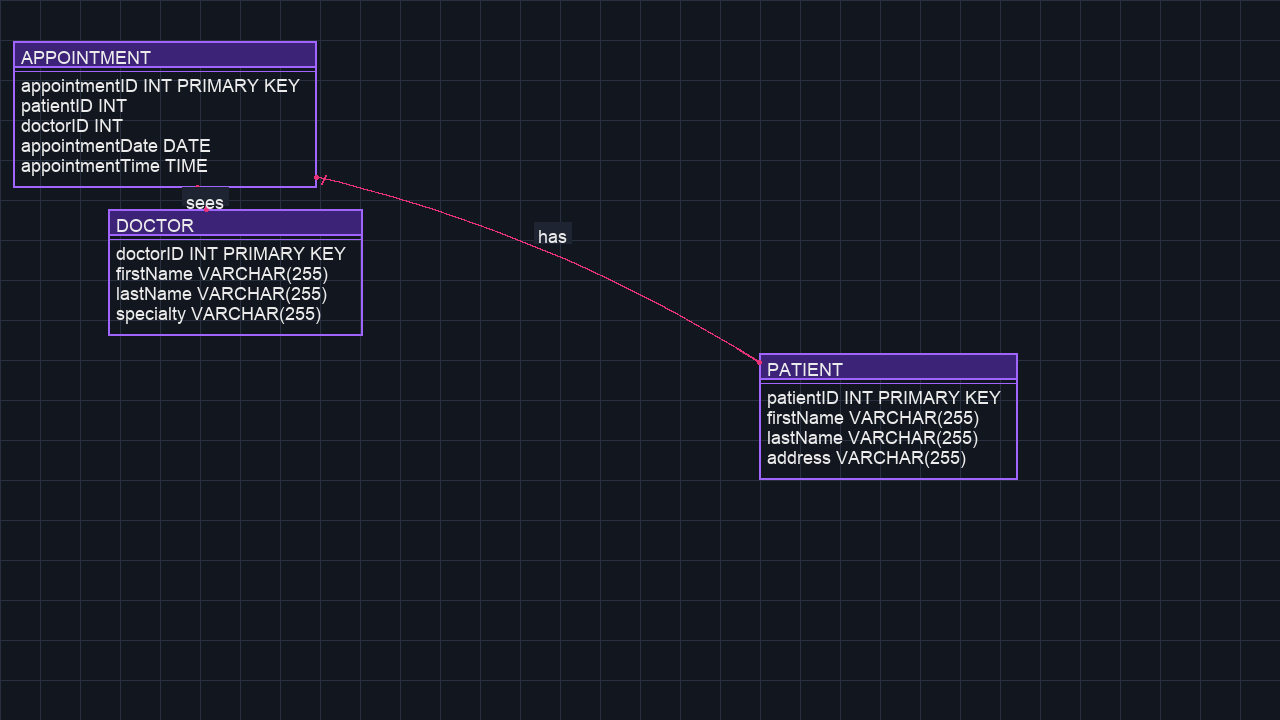 APPOINTMENT
appointmentID INT PRIMARY KEY
patientID INT
doctorID INT
appointmentDate DATE
appointmentTime TIME
sees
DOCTOR
doctorID INT PRIMARY KEY
firstName VARCHAR(255)
lastName VARCHAR(255)
specialty VARCHAR(255)
has
PATIENT
patientID INT PRIMARY KEY
firstName VARCHAR(255)
lastName VARCHAR(255)
address VARCHAR(255)